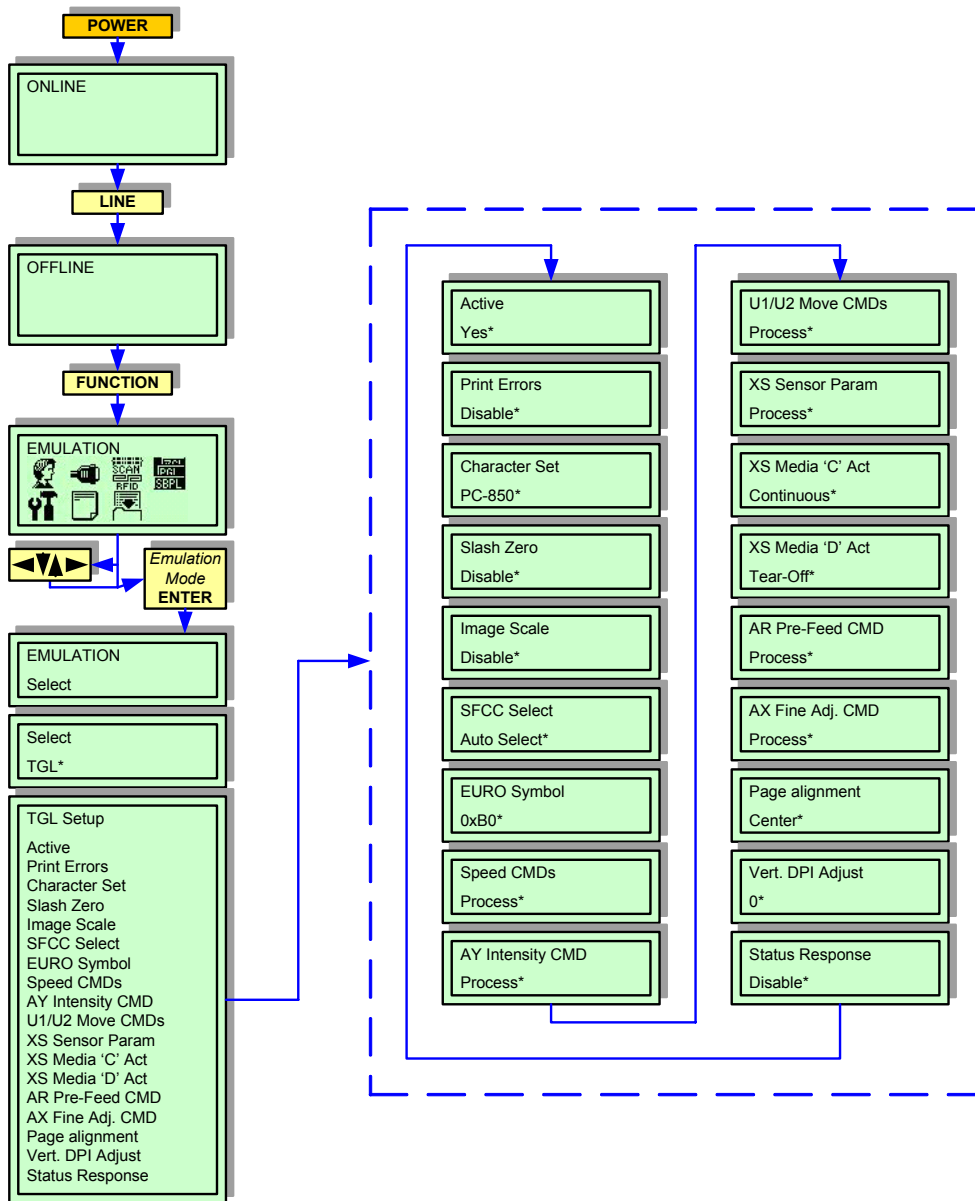 POWER
ONLINE
LINE
OFFLINE
FUNCTION
EMULATION
SCAN
RFID
PGL
SBPL
Emulation
Mode
ENTER
EMULATION
Select
Select
TGL*
TGL Setup
Active
Print Errors
Character Set
Slash Zero
Image Scale
SFCC Select
EURO Symbol
Speed CMDs
AY Intensity CMD
U1/U2 Move CMDs
XS Sensor Param
XS Media ‘C’ Act
XS Media ‘D’ Act
AR Pre-Feed CMD
AX Fine Adj. CMD
Page alignment
Vert. DPI Adjust
Status Response
Active
Yes*
Print Errors
Disable*
Character Set
PC-850*
Slash Zero
Disable*
Image Scale
Disable*
SFCC Select
Auto Select*
EURO Symbol
0xB0*
Speed CMDs
Process*
AY Intensity CMD
Process*
U1/U2 Move CMDs
Process*
XS Sensor Param
Process*
XS Media ‘C’ Act
Continuous*
XS Media ‘D’ Act
Tear-Off*
AR Pre-Feed CMD
Process*
AX Fine Adj. CMD
Process*
Page alignment
Center*
Vert. DPI Adjust
0*
Status Response
Disable*